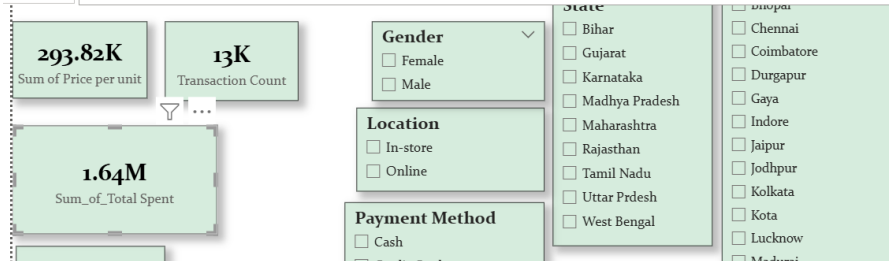 293.82K
Sum of Price per unit
13K
Transaction Count
1.64M
Sum_of_Total Spent
Gender
Female
Male
Location
In-store
Online
Payment Method
Cash
State
Bihar
Gujarat
Karnataka
Madhya Pradesh
Maharashtra
Rajasthan
Tamil Nadu
Uttar Prdesh
West Bengal
Bhopal
Chennai
Coimbatore
Durgapur
Gaya
Indore
Jaipur
Jodhpur
Kolkata
Kota
Lucknow